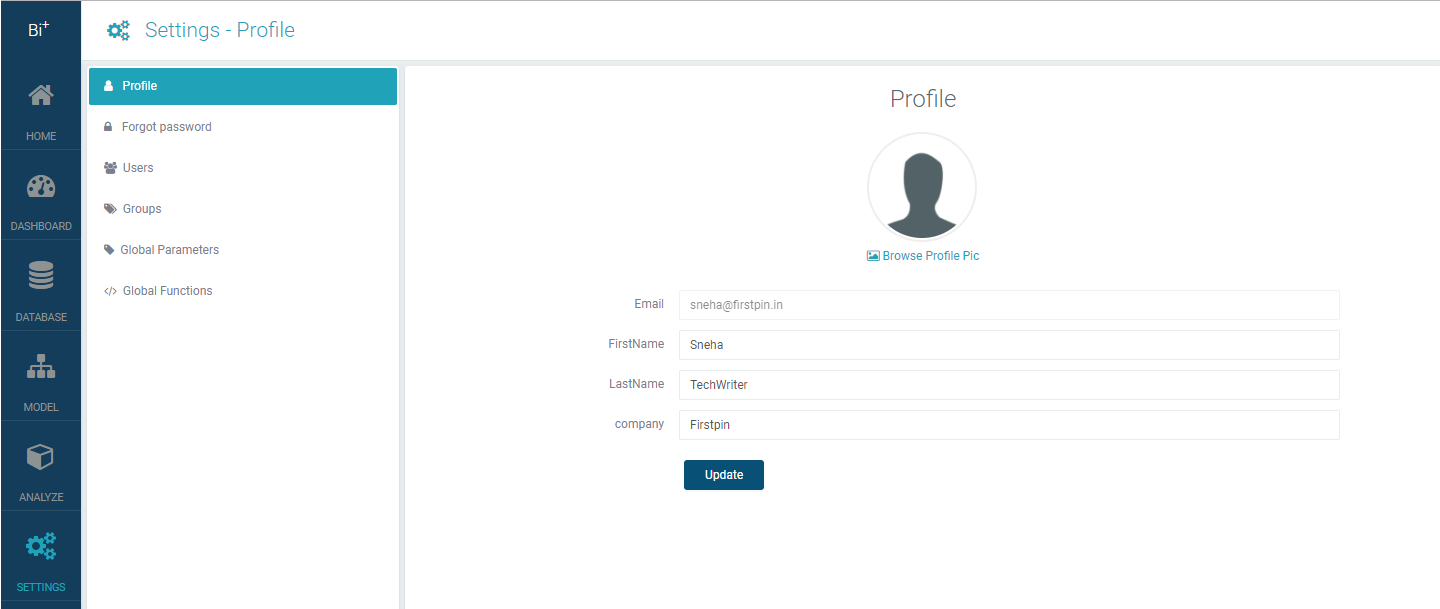 Bi+
HOME
DASHBOARD
DATABASE
MODEL
ANALYZE
SETTINGS
Settings - Profile
Profile
Forgot password
Users
Groups
Global Parameters
Global Functions
Profile
Browse Profile Pic
Email sneha@firstpin.in
FirstName Sneha
LastName TechWriter
company Firstpin
Update